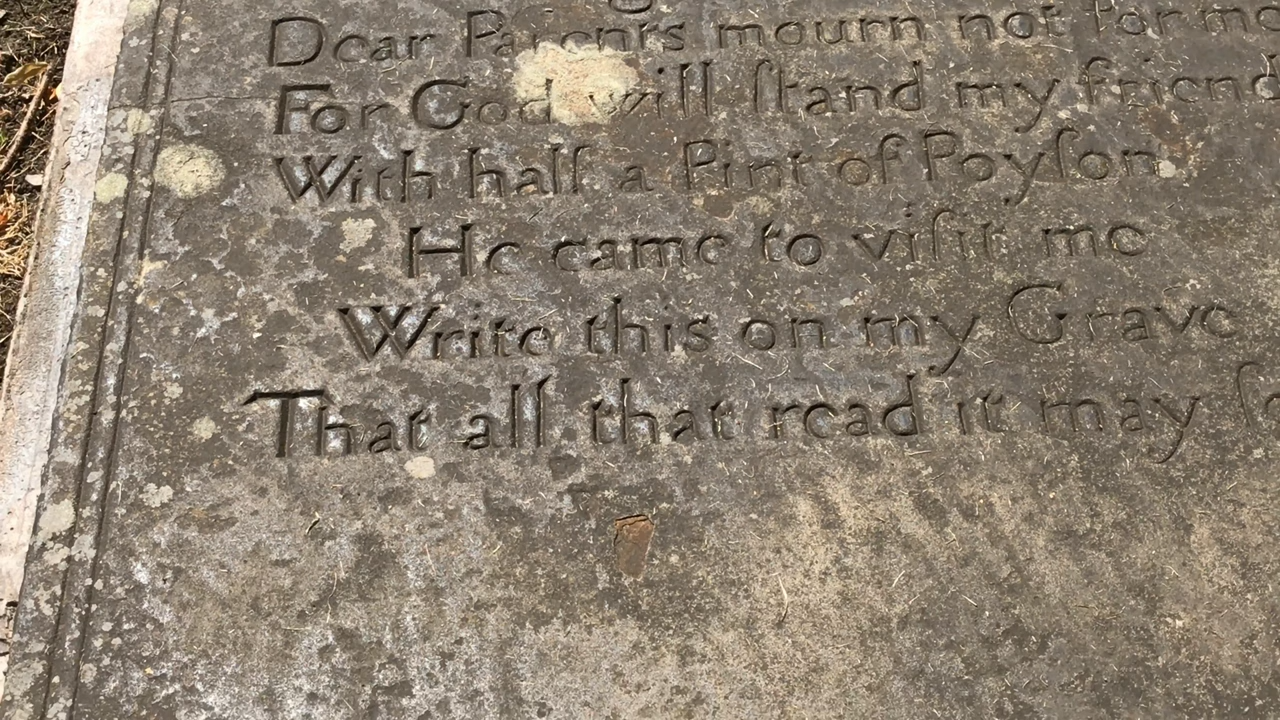 Dear Parents mourn not for me
For God will ſtand my friend
With half a Pint of Poyſon
He came to viſit me
Write this on my Grave
That all that read it may